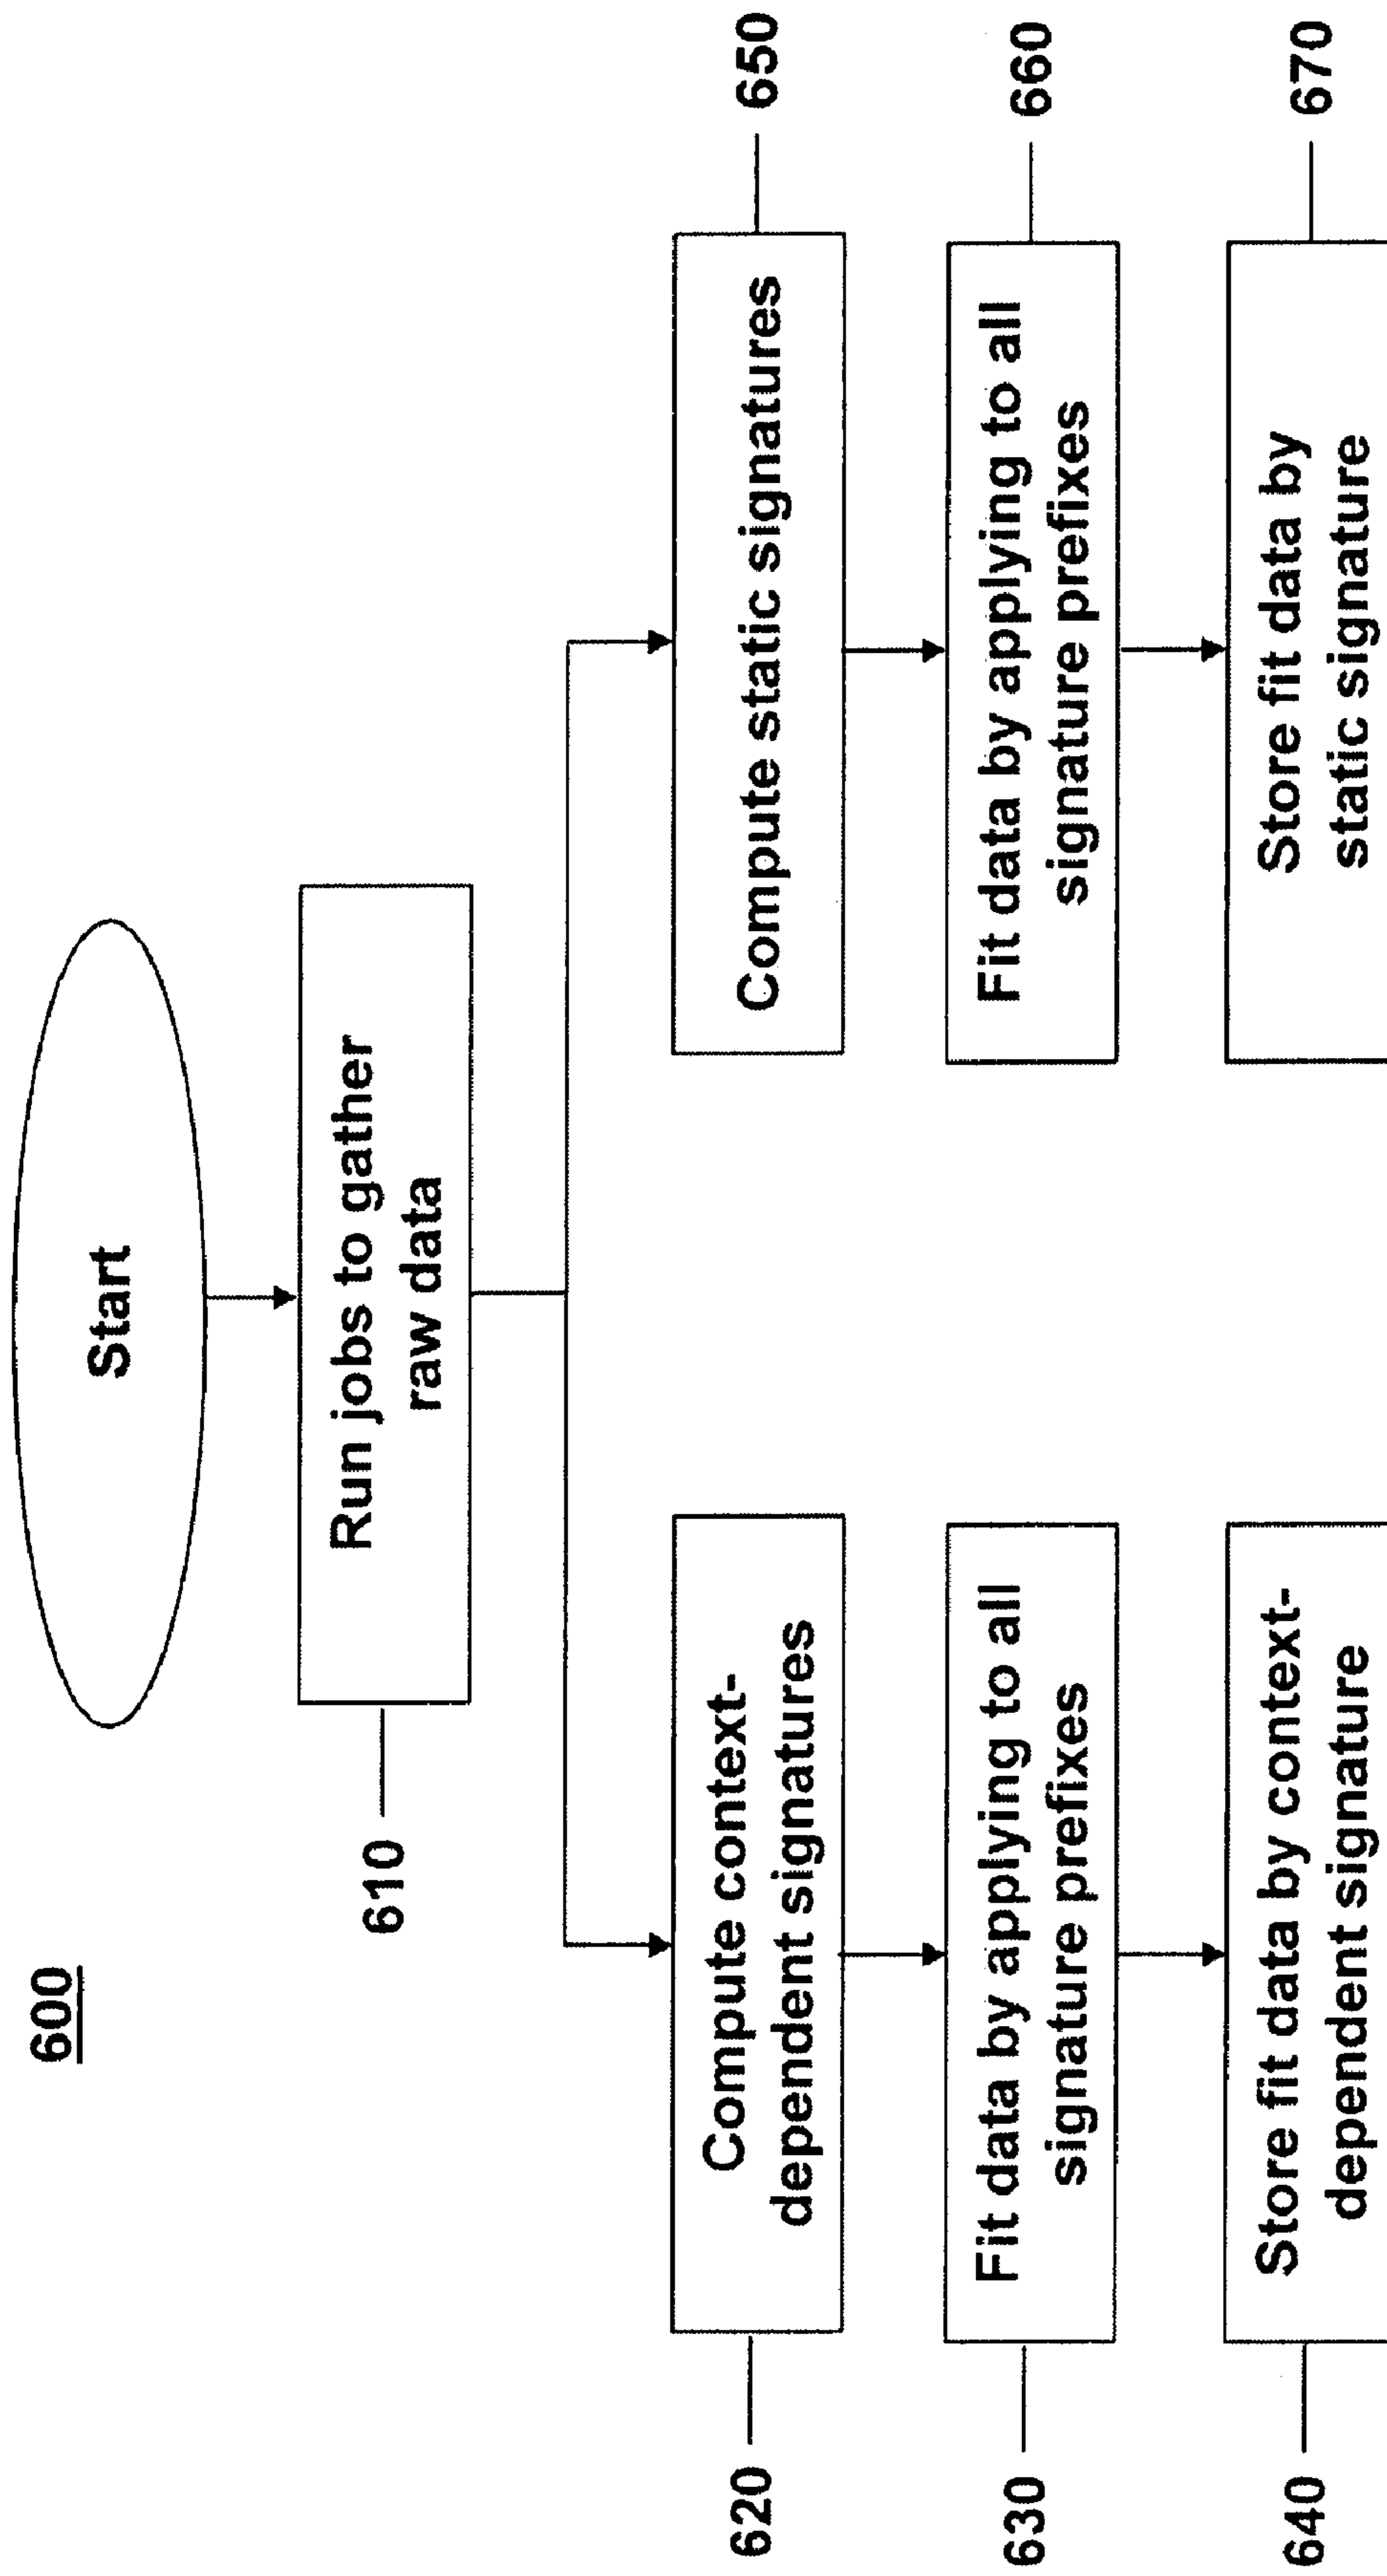 600
Start
610
Run jobs to gather
raw data
620
Compute context-
dependent signatures
650
Compute static signatures
630
Fit data by applying to all
signature prefixes
660
Fit data by applying to all
signature prefixes
640
Store fit data by context-
dependent signature
670
Store fit data by
static signature